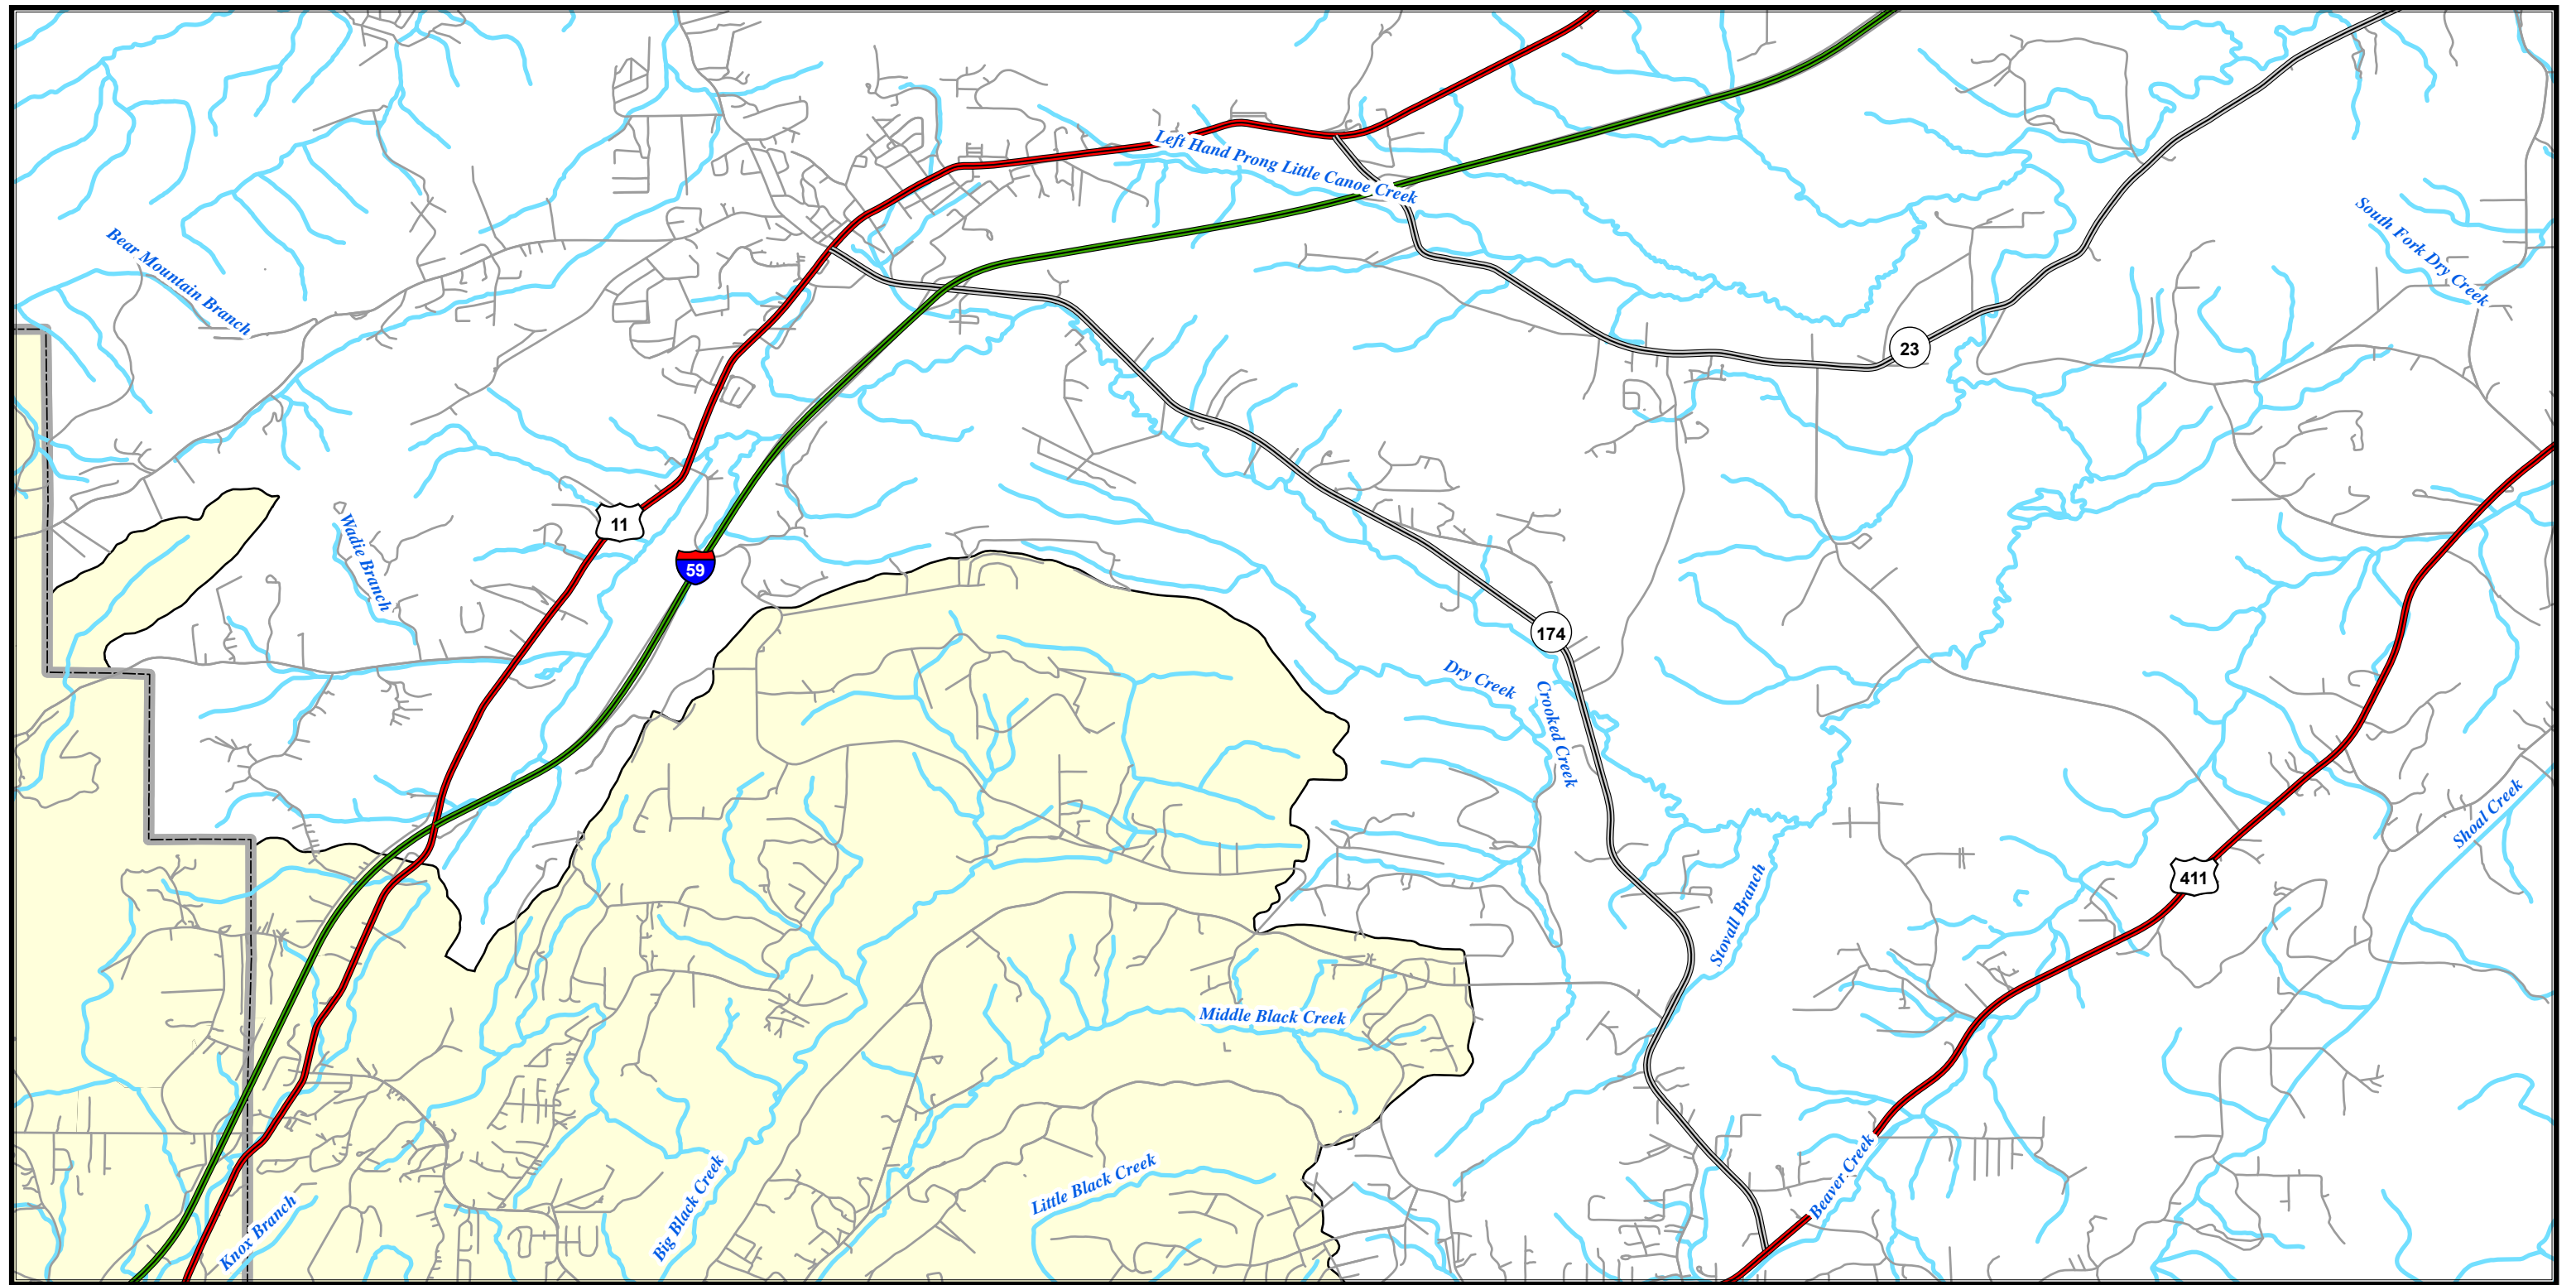 Left Hand Prong Little Canoe Creek
South Fork Dry Creek
Bear Mountain Branch
23
11
Wadie Branch
59
174
Dry Creek
Crooked Creek
Shoal Creek
411
Stovall Branch
Middle Black Creek
Beaver Creek
Little Black Creek
Big Black Creek
Knox Branch